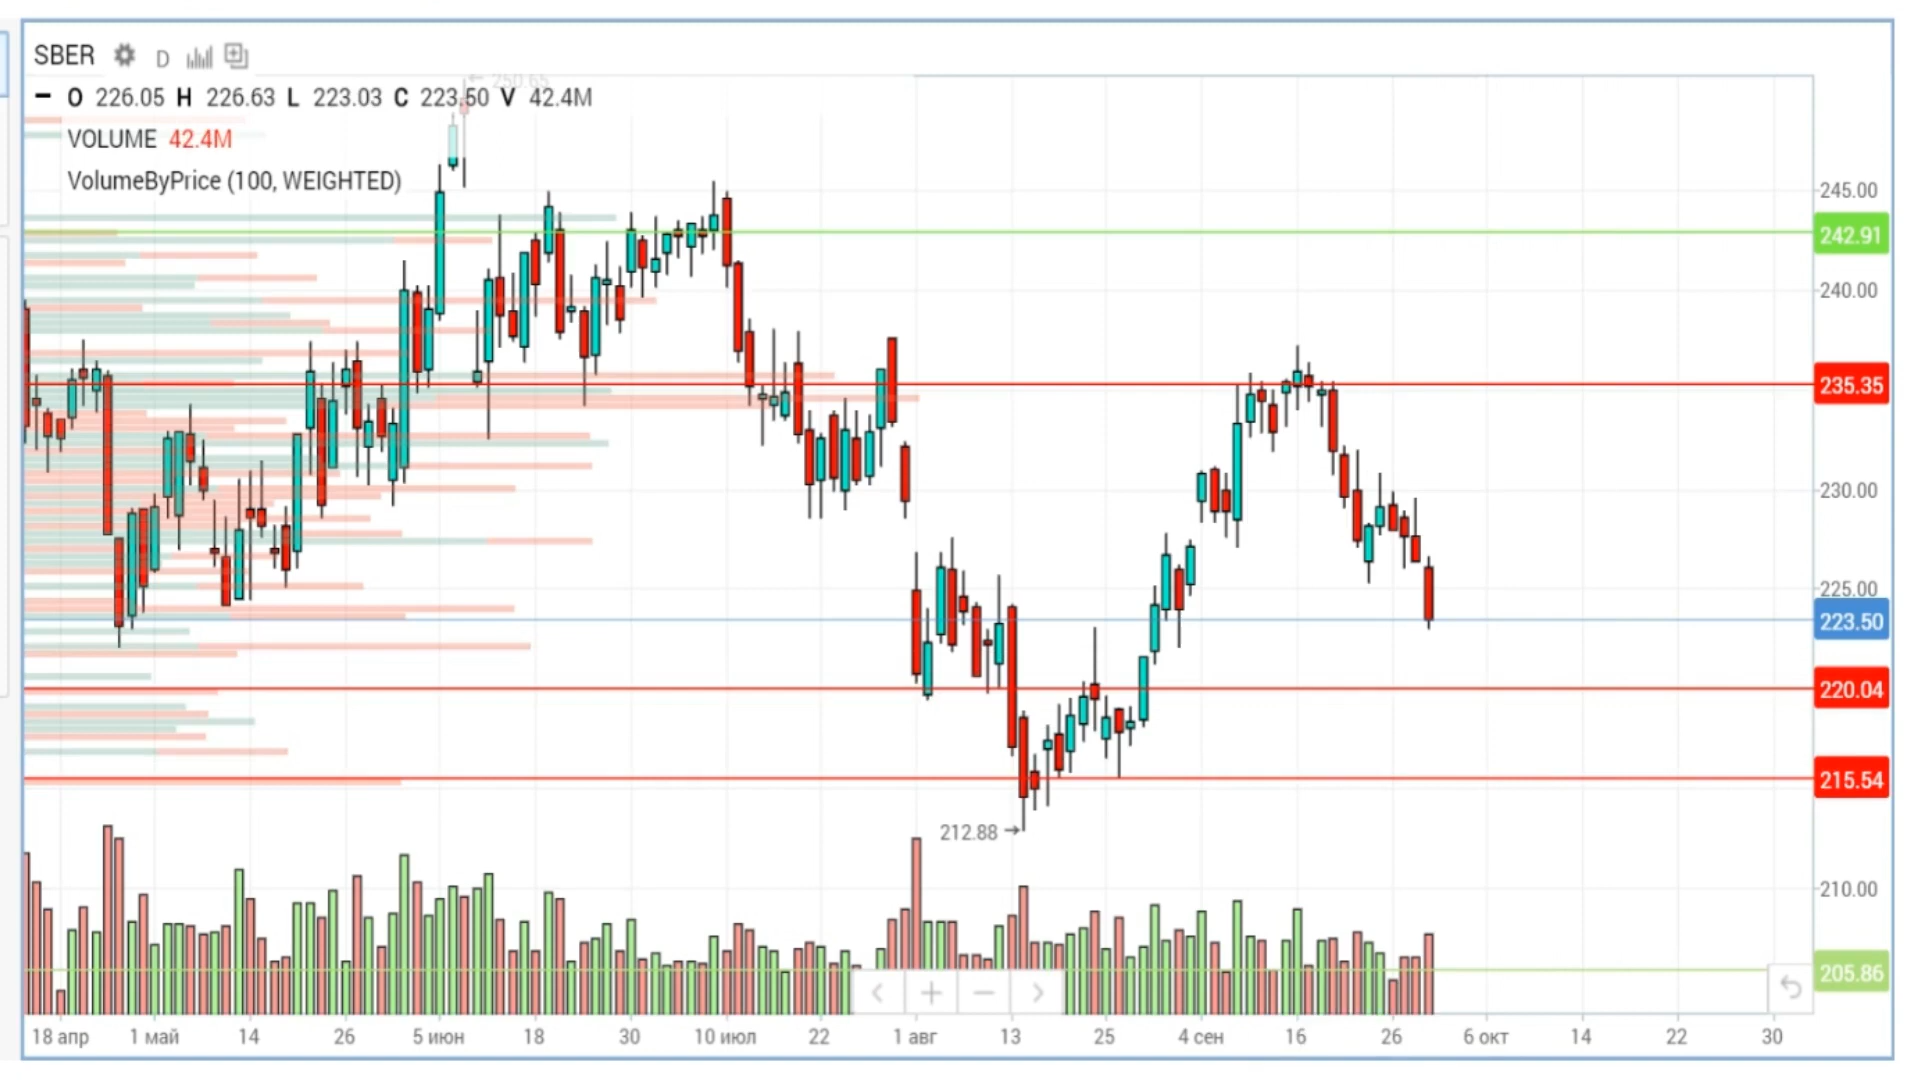 SBER D
← 250.65
O 226.05 H 226.63 L 223.03 C 223.50 V 42.4M
VOLUME 42.4M
VolumeByPrice (100, WEIGHTED)
245.00
242.91
240.00
235.35
230.00
225.00
223.50
220.04
215.54
212.88 →
210.00
205.86
18 апр 1 май 14 26 5 июн 18 30 10 июл 22 1 авг 13 25 4 сен 16 26 6 окт 14 22 30